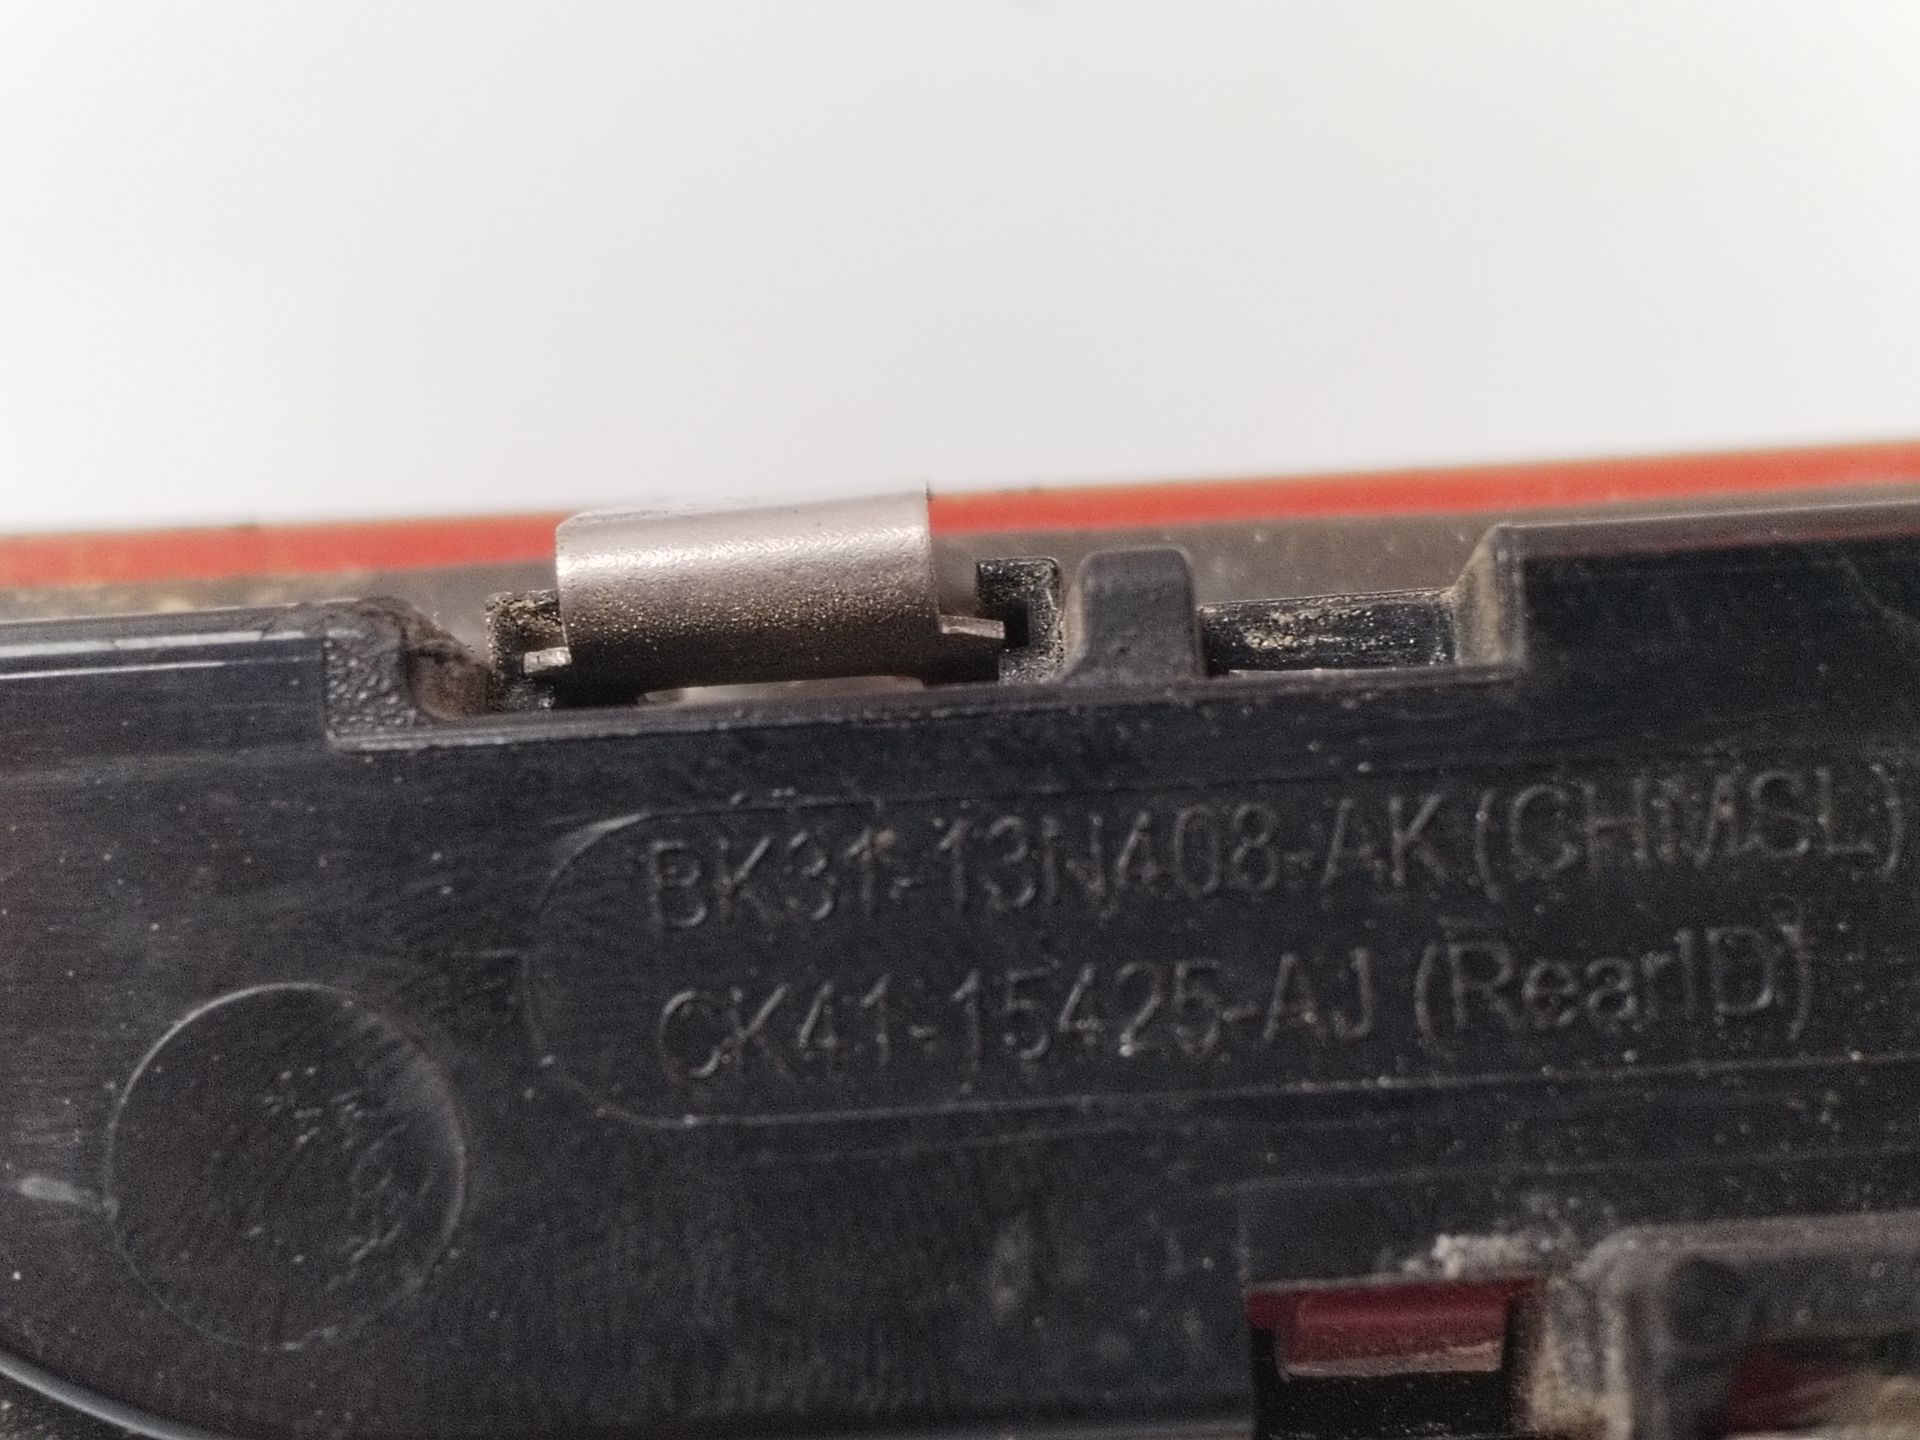 BK31-13N408-AK (CHMSL)
CK41-15425-AJ (RearID)